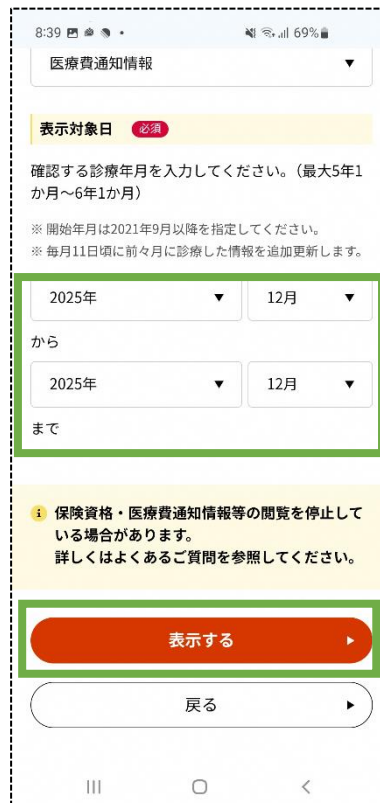 8:39
69%
医療費通知情報 ▼
表示対象日 必須
確認する診療年月を入力してください。（最大5年1
か月～6年1か月）
※ 開始年月は2021年9月以降を指定してください。
※ 毎月11日頃に前々月に診療した情報を追加更新します。
2025年 ▼ 12月 ▼
から
2025年 ▼ 12月 ▼
まで
保険資格・医療費通知情報等の閲覧を停止して
いる場合があります。
詳しくはよくあるご質問を参照してください。
表示する
戻る